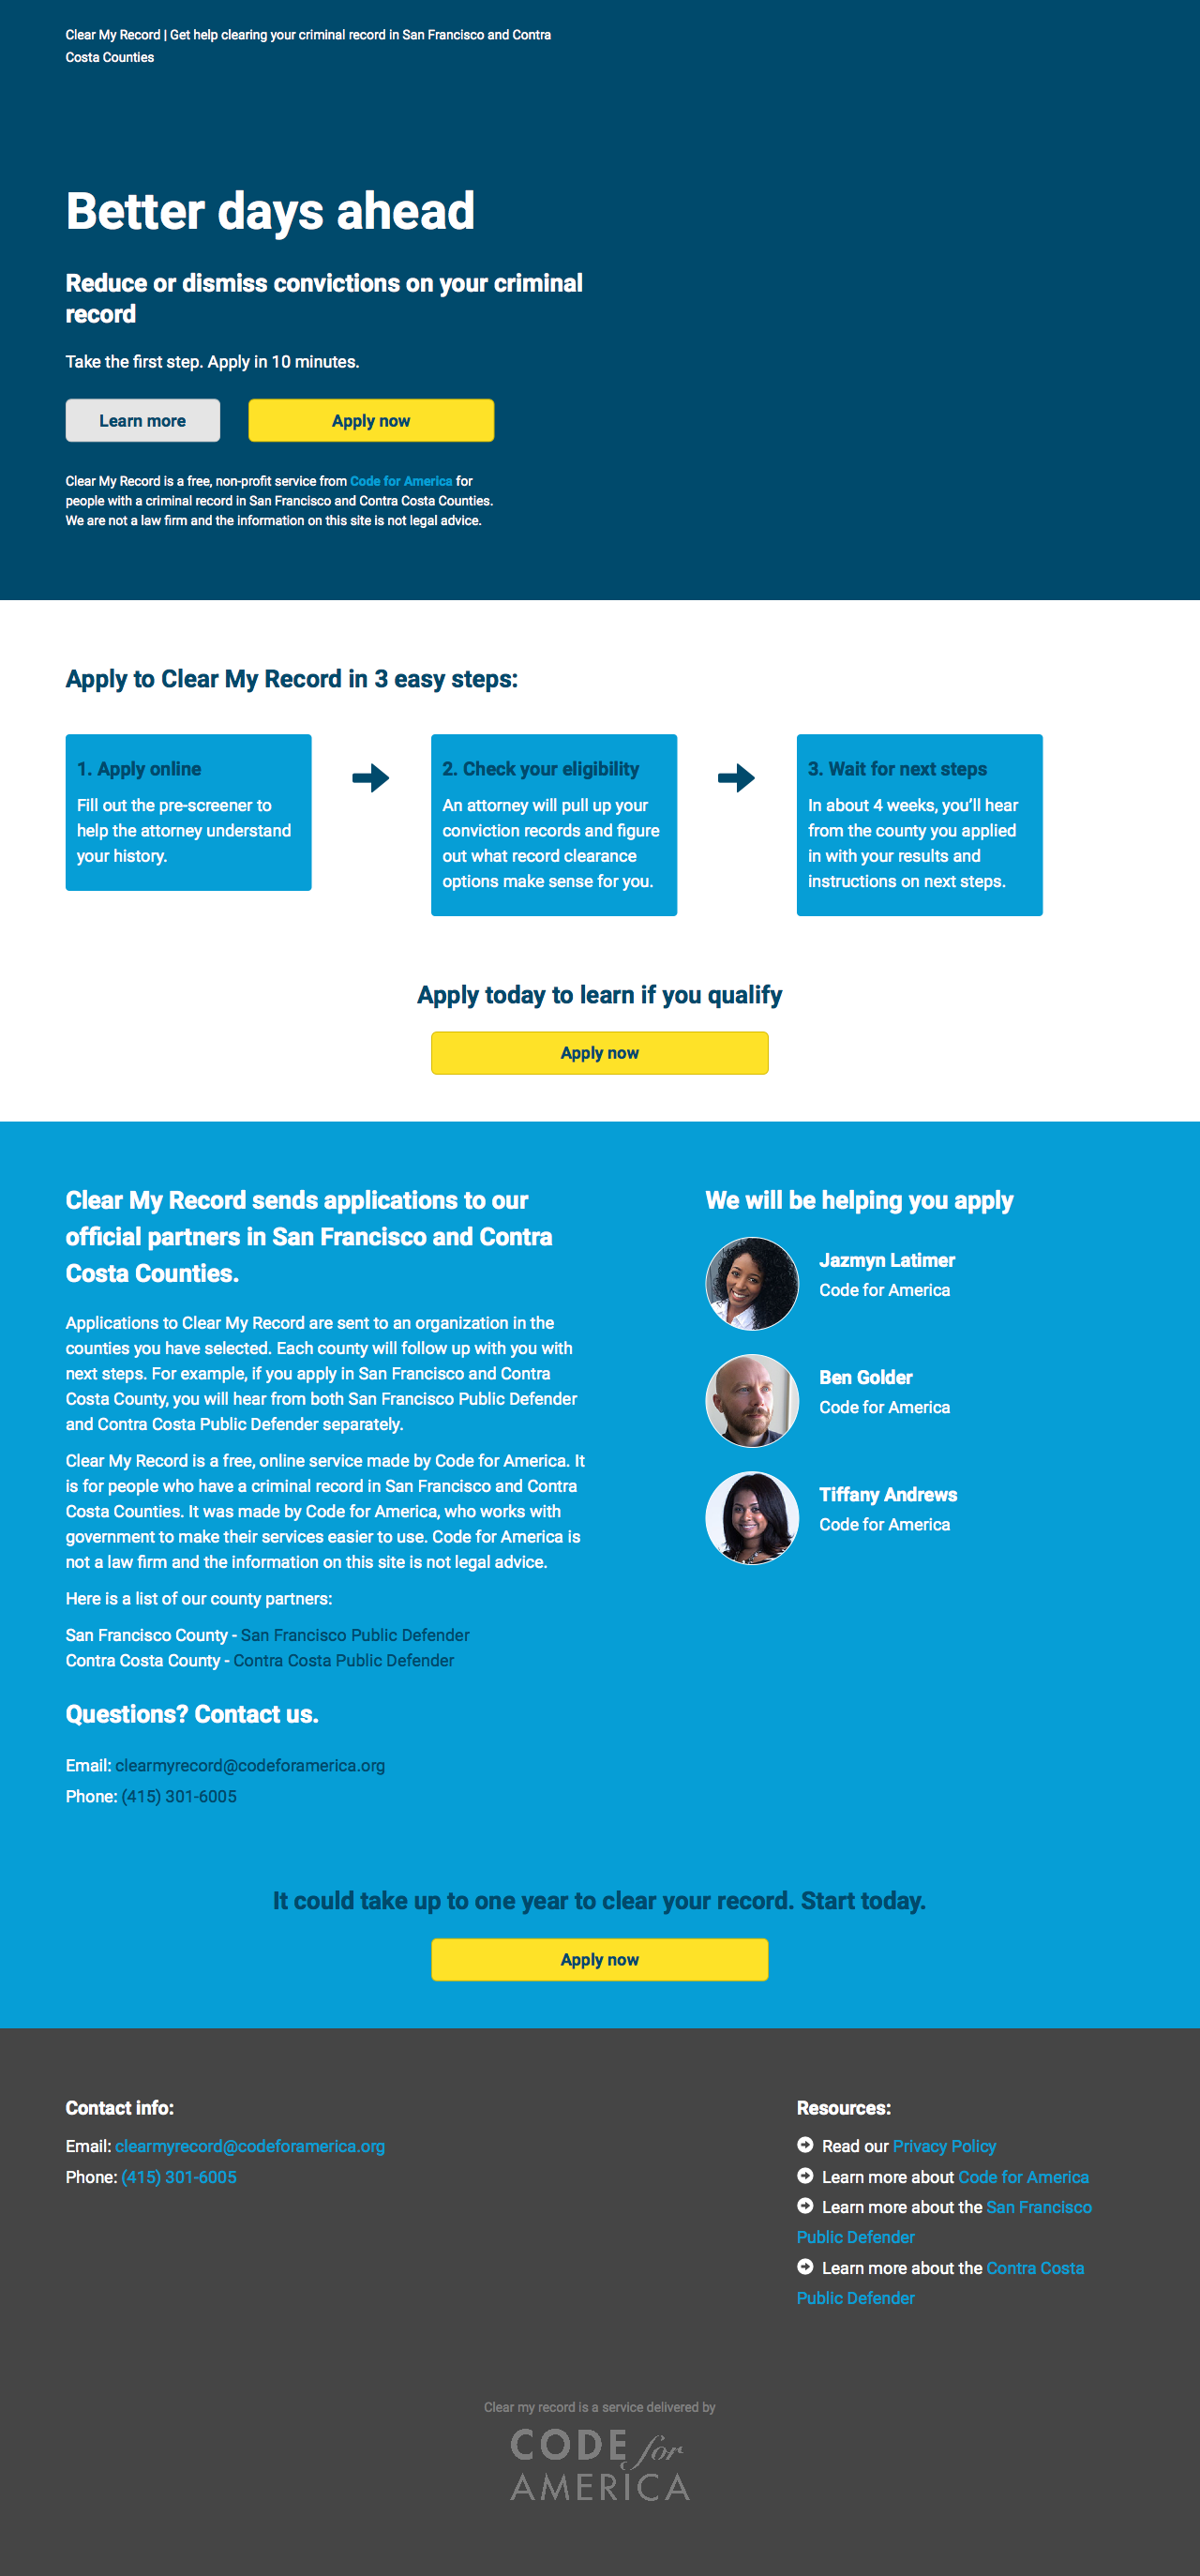 Clear My Record | Get help clearing your criminal record in San Francisco and Contra
Costa Counties
Better days ahead
Reduce or dismiss convictions on your criminal
record
Take the first step. Apply in 10 minutes.
Learn more
Apply now
Clear My Record is a free, non-profit service from Code for America for
people with a criminal record in San Francisco and Contra Costa Counties.
We are not a law firm and the information on this site is not legal advice.
Apply to Clear My Record in 3 easy steps:
1. Apply online
Fill out the pre-screener to
help the attorney understand
your history.
2. Check your eligibility
An attorney will pull up your
conviction records and figure
out what record clearance
options make sense for you.
3. Wait for next steps
In about 4 weeks, you’ll hear
from the county you applied
in with your results and
instructions on next steps.
Apply today to learn if you qualify
Apply now
Clear My Record sends applications to our
official partners in San Francisco and Contra
Costa Counties.
Applications to Clear My Record are sent to an organization in the
counties you have selected. Each county will follow up with you with
next steps. For example, if you apply in San Francisco and Contra
Costa County, you will hear from both San Francisco Public Defender
and Contra Costa Public Defender separately.
Clear My Record is a free, online service made by Code for America. It
is for people who have a criminal record in San Francisco and Contra
Costa Counties. It was made by Code for America, who works with
government to make their services easier to use. Code for America is
not a law firm and the information on this site is not legal advice.
Here is a list of our county partners:
San Francisco County - San Francisco Public Defender
Contra Costa County - Contra Costa Public Defender
Questions? Contact us.
Email: clearmyrecord@codeforamerica.org
Phone: (415) 301-6005
We will be helping you apply
Jazmyn Latimer
Code for America
Ben Golder
Code for America
Tiffany Andrews
Code for America
It could take up to one year to clear your record. Start today.
Apply now
Contact info:
Email: clearmyrecord@codeforamerica.org
Phone: (415) 301-6005
Resources:
Read our Privacy Policy
Learn more about Code for America
Learn more about the San Francisco
Public Defender
Learn more about the Contra Costa
Public Defender
Clear my record is a service delivered by
CODE for
AMERICA